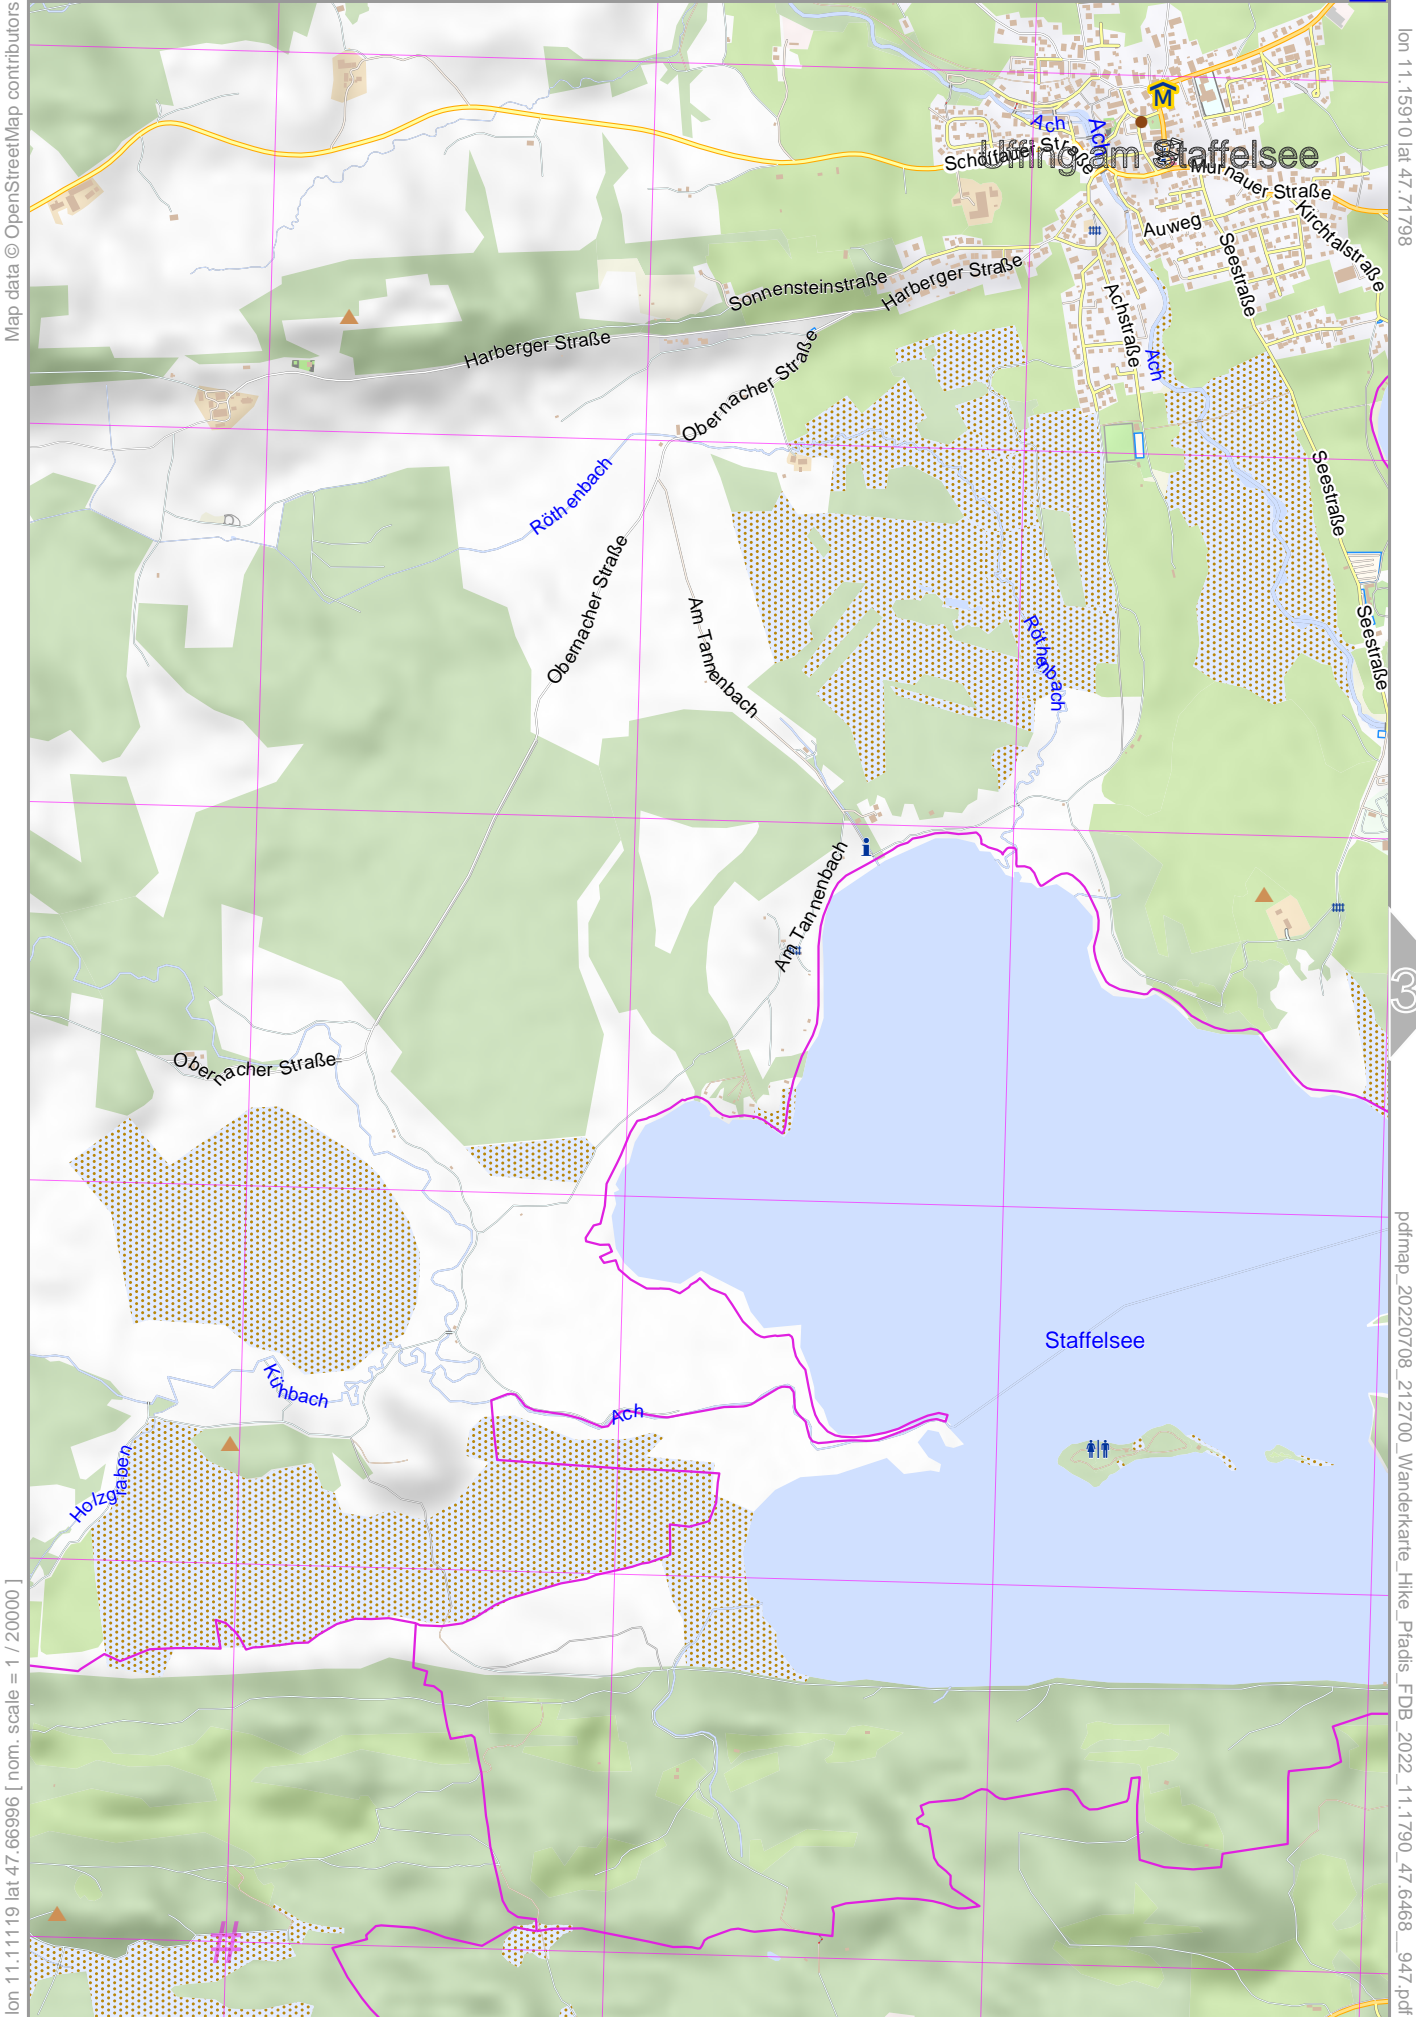 Map data © OpenStreetMap contributors
lon 11.15910 lat 47.71798
M
Ach
Ach
Uffing am Staffelsee
Schöffauer Straße
Murnauer Straße
Kirchtalstraße
Auweg
Seestraße
Sonnensteinstraße
Harberger Straße
Achstraße
Harberger Straße
Obernacher Straße
Ach
Röthenbach
Seestraße
Obernacher Straße
Am Tannenbach
Röthenbach
Seestraße
i
Am Tannenbach
3
Obernacher Straße
Staffelsee
Kühbach
Ach
Holzgraben
#
lon 11.11119 lat 47.66996 [ nom. scale = 1 / 20000 ]
pdfmap_20220708_212700_Wanderkarte_Hike_Pfadis_FDB_2022_11.1790_47.6468__947.pdf